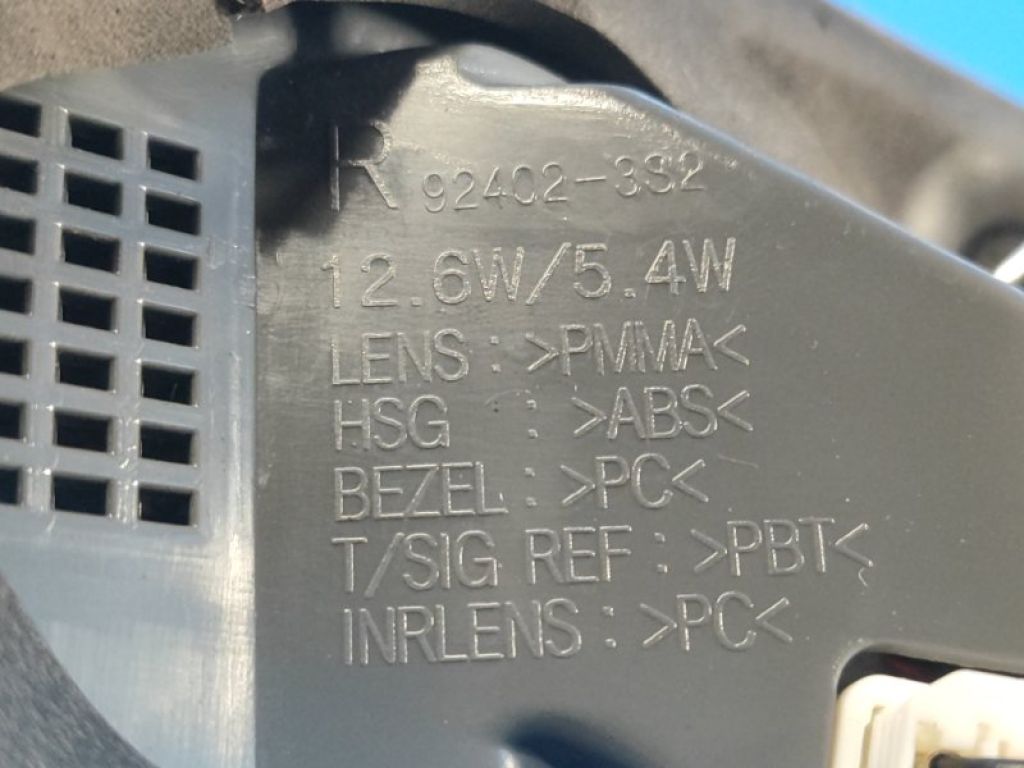 R 92402-3S2
12.6W/5.4W
LENS : >PMMA<
HSG : >ABS<
BEZEL : >PC<
T/SIG REF : >PBT<
INRLENS : >PC<